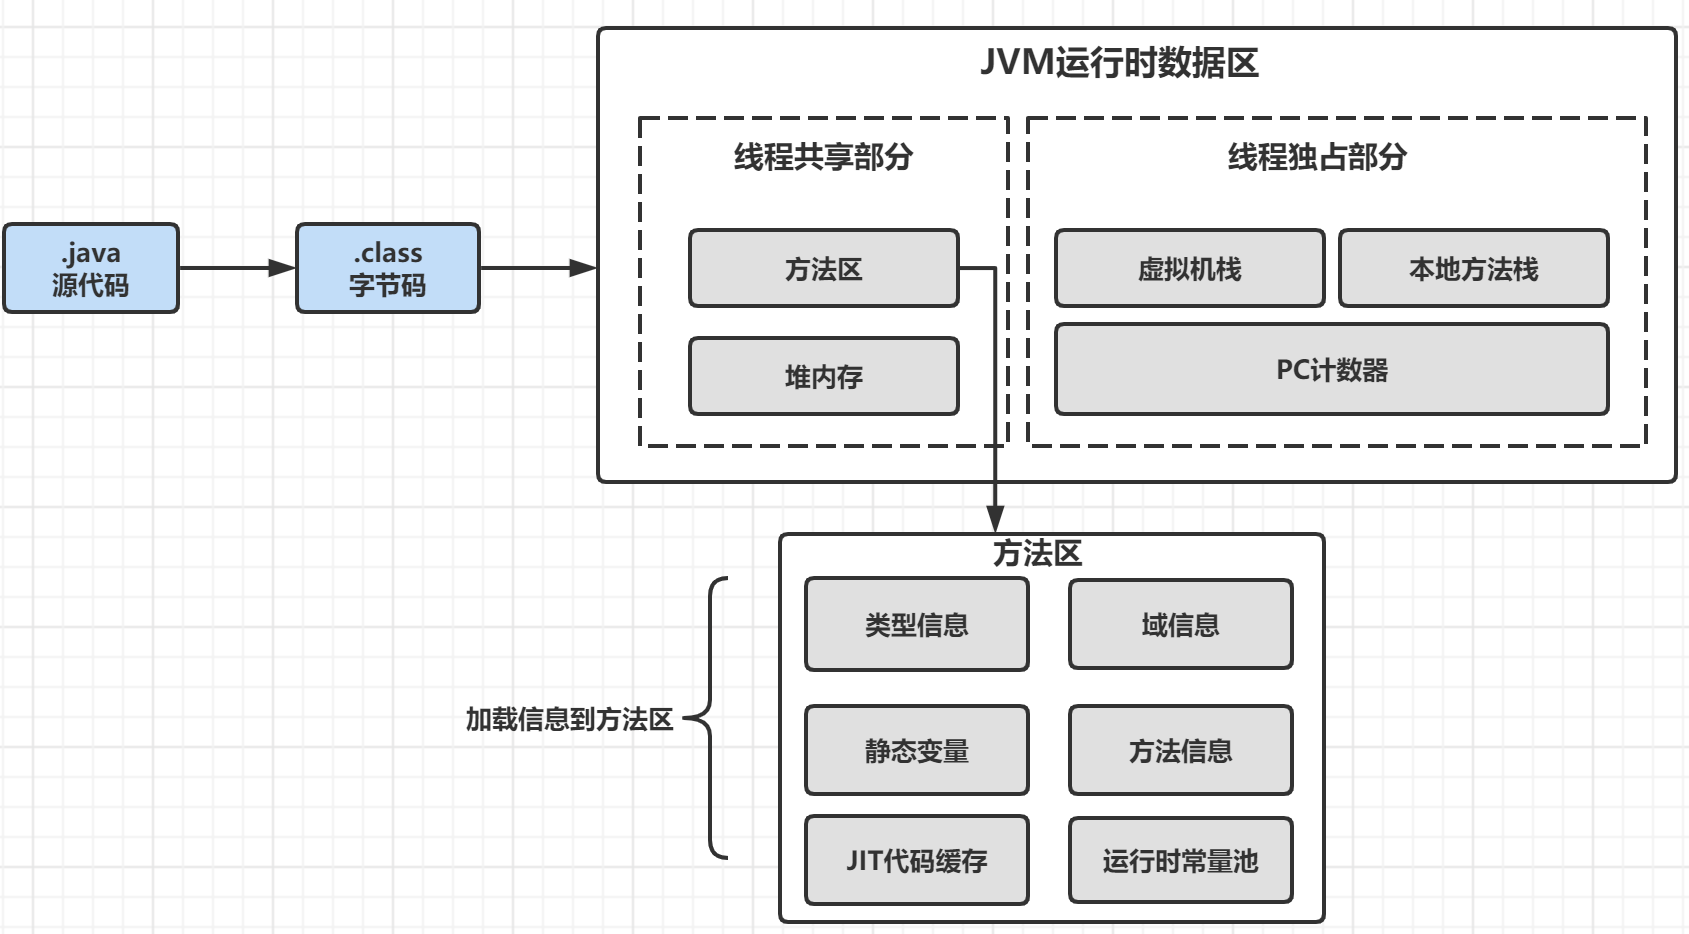 JVM运行时数据区
线程共享部分
线程独占部分
.java
源代码
.class
字节码
方法区
虚拟机栈
本地方法栈
堆内存
PC计数器
方法区
类型信息
域信息
加载信息到方法区
静态变量
方法信息
JIT代码缓存
运行时常量池